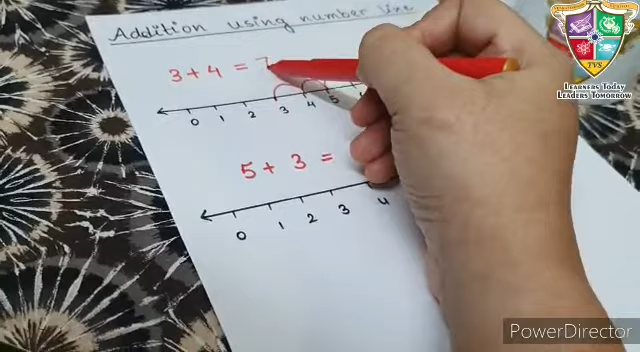 Addition using number line
3 + 4 = 7
0 1 2 3 4 5
5 + 3 =
0 1 2 3 4
TVS
LEARNERS TODAY
LEADERS TOMORROW
PowerDirector